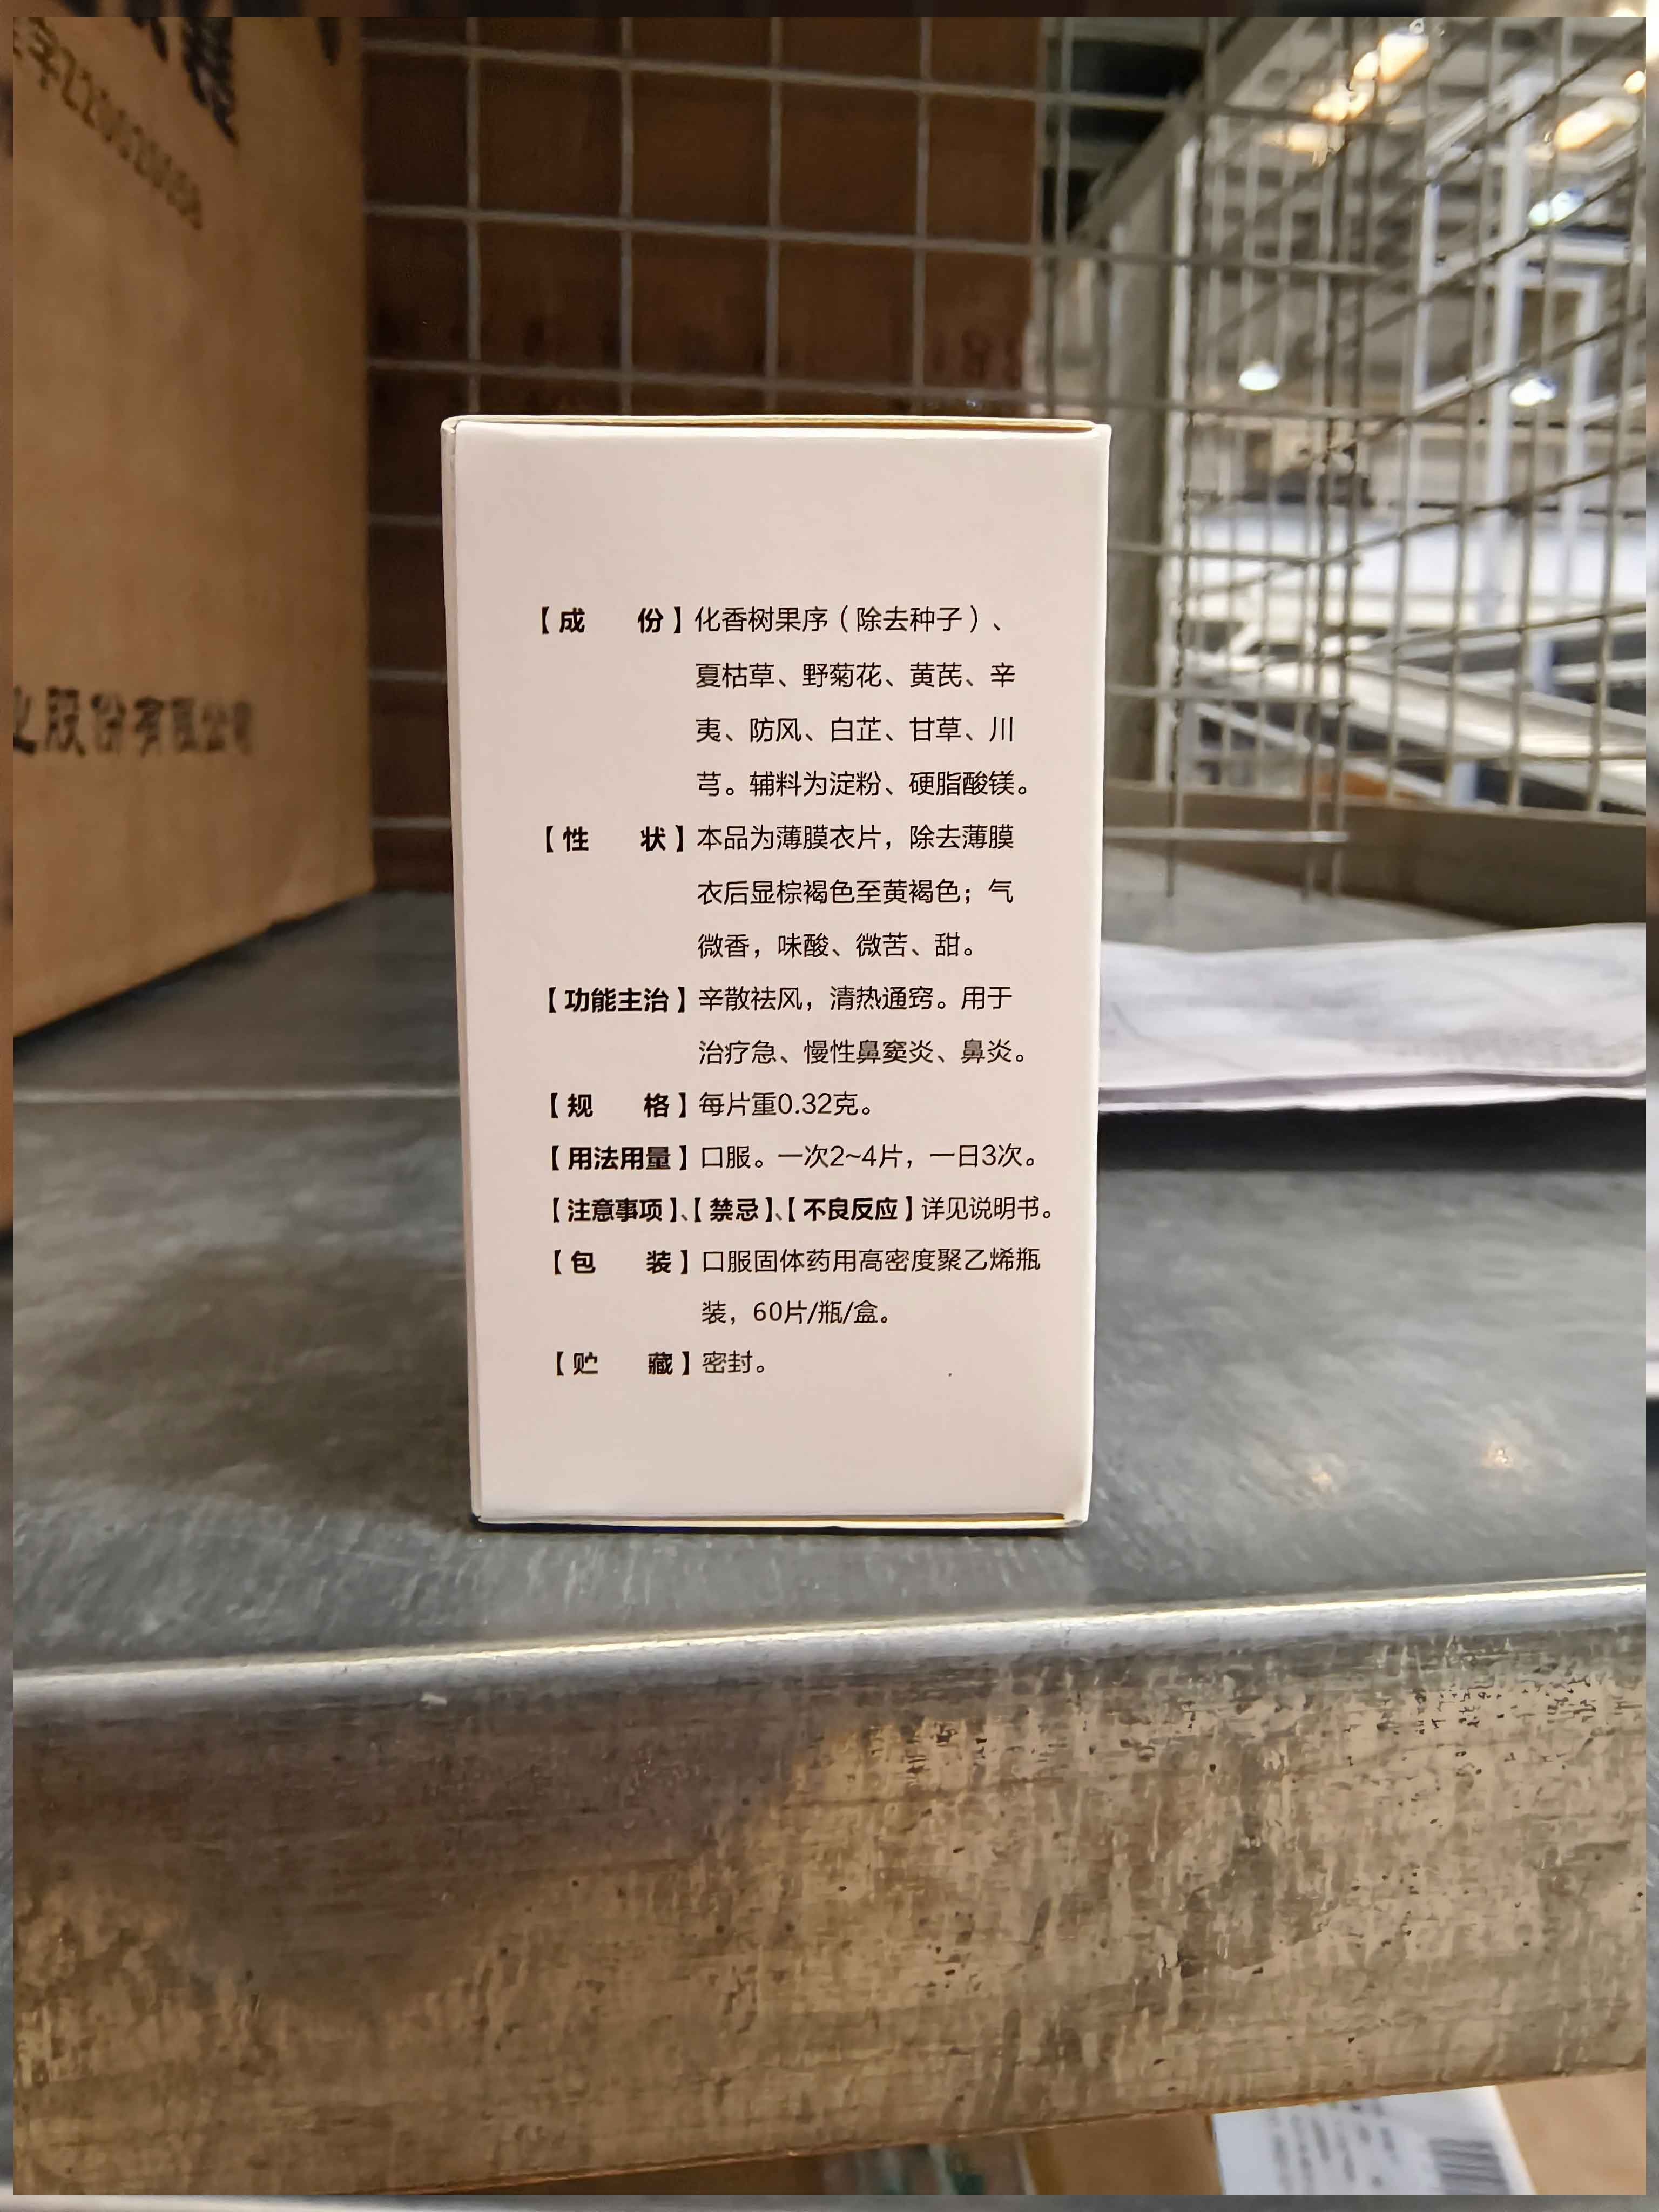 【成　　份】化香树果序（除去种子）、
夏枯草、野菊花、黄芪、辛
夷、防风、白芷、甘草、川
芎。辅料为淀粉、硬脂酸镁。
【性　　状】本品为薄膜衣片，除去薄膜
衣后显棕褐色至黄褐色；气
微香，味酸、微苦、甜。
【功能主治】辛散祛风，清热通窍。用于
治疗急、慢性鼻窦炎、鼻炎。
【规　　格】每片重0.32克。
【用法用量】口服。一次2~4片，一日3次。
【注意事项】、【禁忌】、【不良反应】详见说明书。
【包　　装】口服固体药用高密度聚乙烯瓶
装，60片/瓶/盒。
【贮　　藏】密封。
股份有限公司